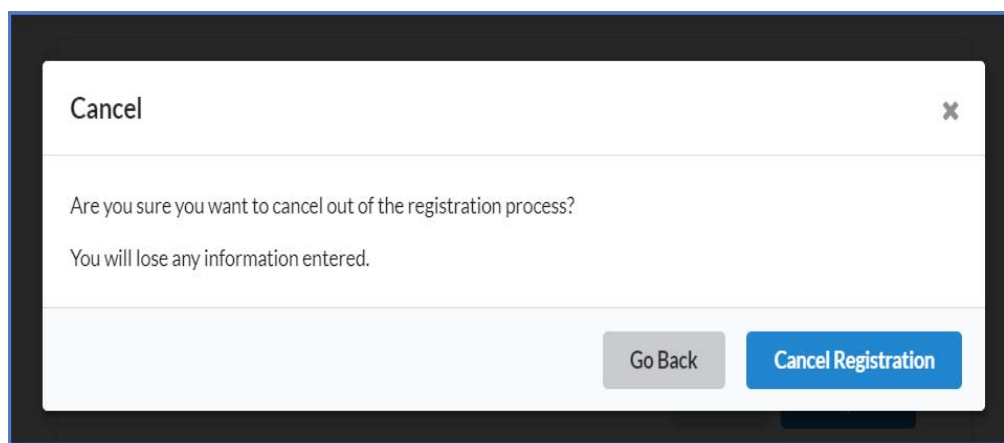 Cancel
Are you sure you want to cancel out of the registration process?
You will lose any information entered.
Go Back
Cancel Registration